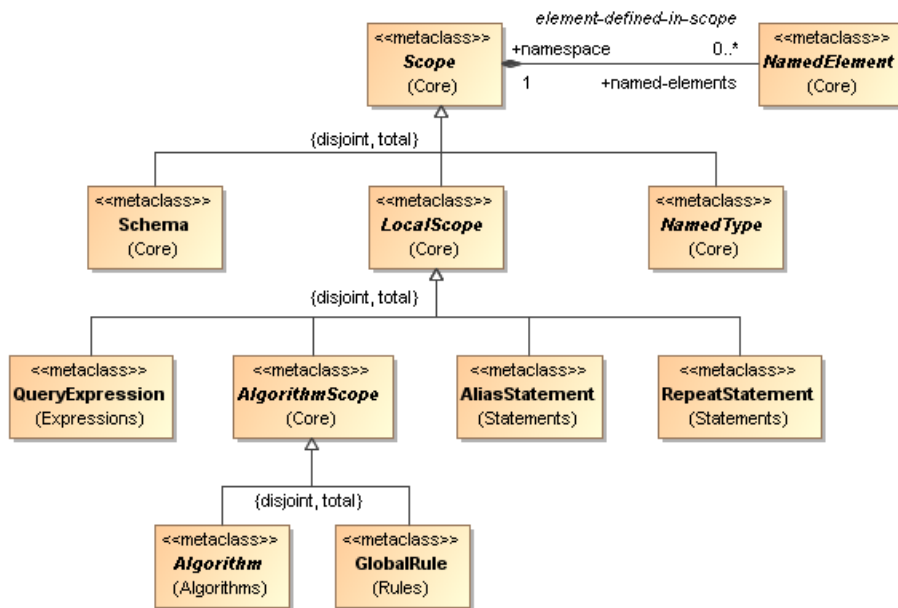 element-defined-in-scope
<<metaclass>>
Scope
(Core)
+namespace
0..*
1
+named-elements
<<metaclass>>
NamedElement
(Core)
{disjoint, total}
<<metaclass>>
Schema
(Core)
<<metaclass>>
LocalScope
(Core)
<<metaclass>>
NamedType
(Core)
{disjoint, total}
<<metaclass>>
QueryExpression
(Expressions)
<<metaclass>>
AlgorithmScope
(Core)
<<metaclass>>
AliasStatement
(Statements)
<<metaclass>>
RepeatStatement
(Statements)
{disjoint, total}
<<metaclass>>
Algorithm
(Algorithms)
<<metaclass>>
GlobalRule
(Rules)